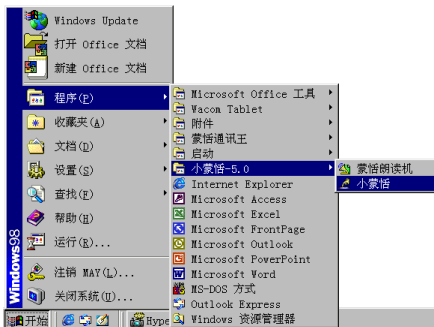 Windows Update
打开 Office 文档
新建 Office 文档
程序(P)
收藏夹(A)
文档(D)
设置(S)
查找(F)
帮助(H)
运行(R)...
注销 MAY(L)...
关闭系统(U)...
Windows98
Microsoft Office 工具
Wacom Tablet
附件
蒙恬通讯王
启动
小蒙恬-5.0
Internet Explorer
Microsoft Access
Microsoft Excel
Microsoft FrontPage
Microsoft Outlook
Microsoft PowerPoint
Microsoft Word
MS-DOS 方式
Outlook Express
Windows 资源管理器
蒙恬朗读机
小蒙恬
开始
Hype